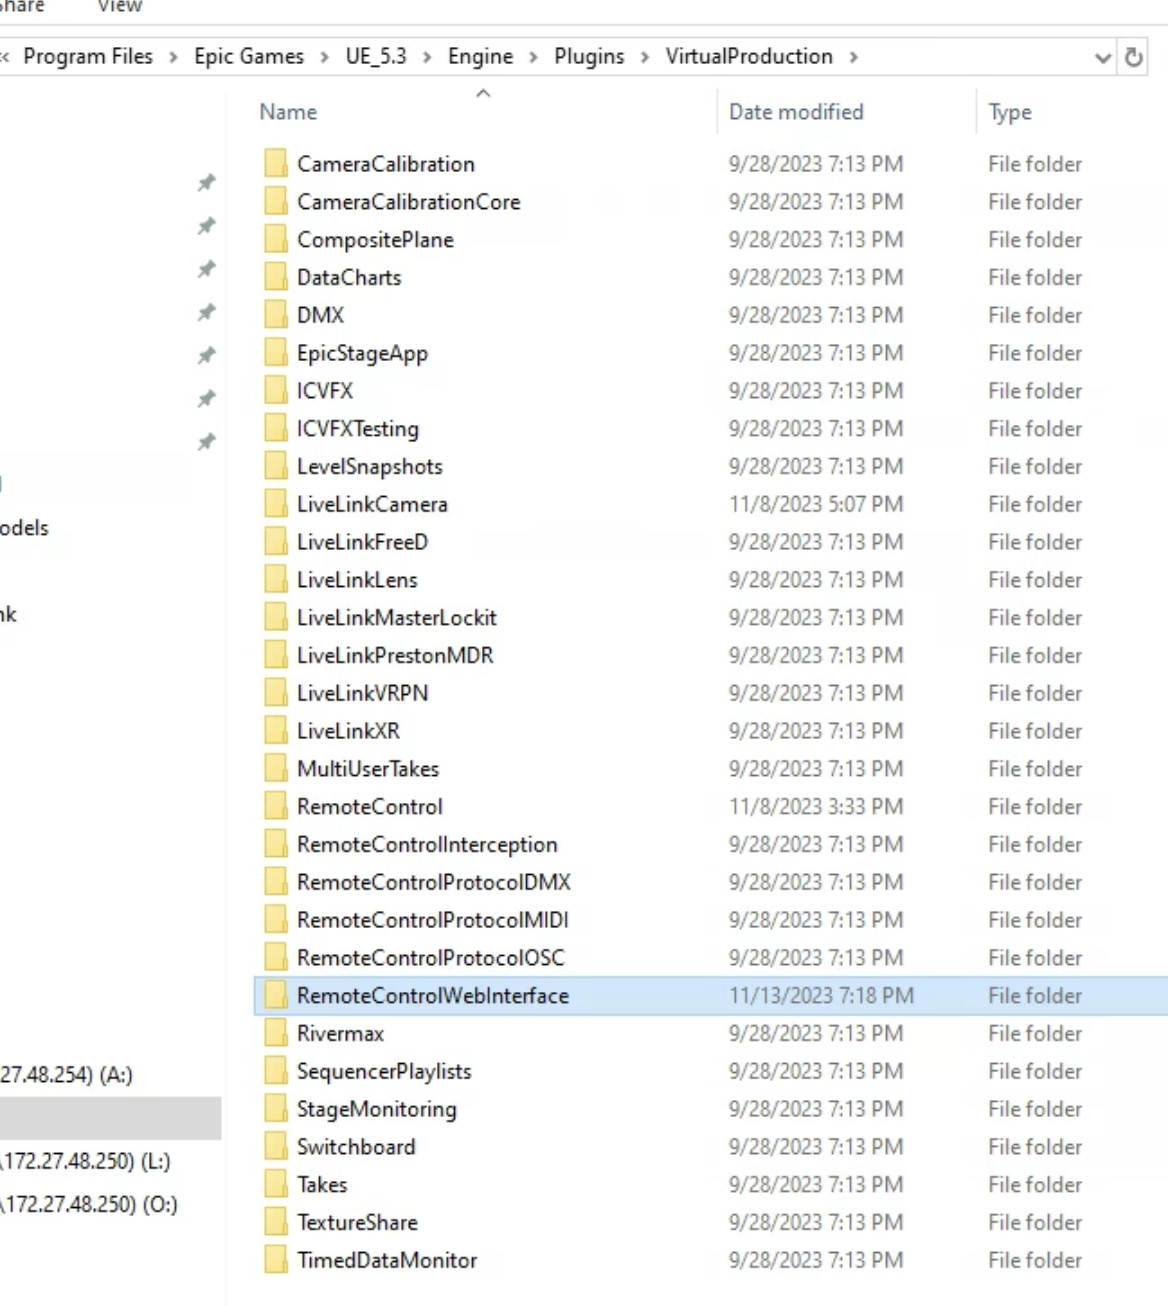 View
Program Files > Epic Games > UE_5.3 > Engine > Plugins > VirtualProduction >
Name Date modified Type
CameraCalibration 9/28/2023 7:13 PM File folder
CameraCalibrationCore 9/28/2023 7:13 PM File folder
CompositePlane 9/28/2023 7:13 PM File folder
DataCharts 9/28/2023 7:13 PM File folder
DMX 9/28/2023 7:13 PM File folder
EpicStageApp 9/28/2023 7:13 PM File folder
ICVFX 9/28/2023 7:13 PM File folder
ICVFXTesting 9/28/2023 7:13 PM File folder
LevelSnapshots 9/28/2023 7:13 PM File folder
LiveLinkCamera 11/8/2023 5:07 PM File folder
odels
LiveLinkFreeD 9/28/2023 7:13 PM File folder
LiveLinkLens 9/28/2023 7:13 PM File folder
nk
LiveLinkMasterLockit 9/28/2023 7:13 PM File folder
LiveLinkPrestonMDR 9/28/2023 7:13 PM File folder
LiveLinkVRPN 9/28/2023 7:13 PM File folder
LiveLinkXR 9/28/2023 7:13 PM File folder
MultiUserTakes 9/28/2023 7:13 PM File folder
RemoteControl 11/8/2023 3:33 PM File folder
RemoteControlInterception 9/28/2023 7:13 PM File folder
RemoteControlProtocolDMX 9/28/2023 7:13 PM File folder
RemoteControlProtocolMIDI 9/28/2023 7:13 PM File folder
RemoteControlProtocolOSC 9/28/2023 7:13 PM File folder
RemoteControlWebInterface 11/13/2023 7:18 PM File folder
Rivermax 9/28/2023 7:13 PM File folder
27.48.254) (A:)
SequencerPlaylists 9/28/2023 7:13 PM File folder
StageMonitoring 9/28/2023 7:13 PM File folder
Switchboard 9/28/2023 7:13 PM File folder
\172.27.48.250) (L:)
Takes 9/28/2023 7:13 PM File folder
\172.27.48.250) (O:)
TextureShare 9/28/2023 7:13 PM File folder
TimedDataMonitor 9/28/2023 7:13 PM File folder